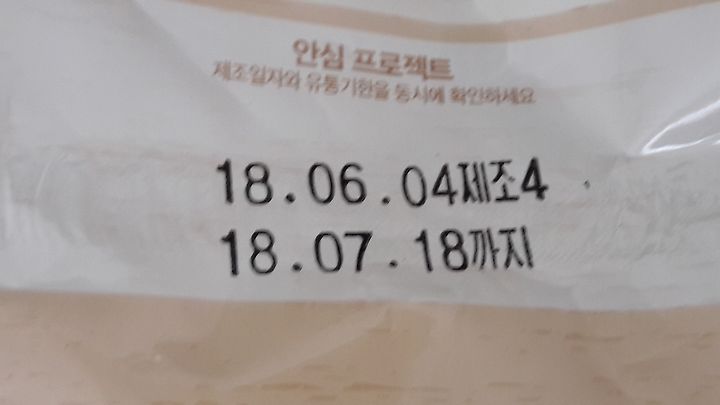 안심 프로젝트
제조일자와 유통기한을 동시에 확인하세요
18.06.04제조4
18.07.18까지